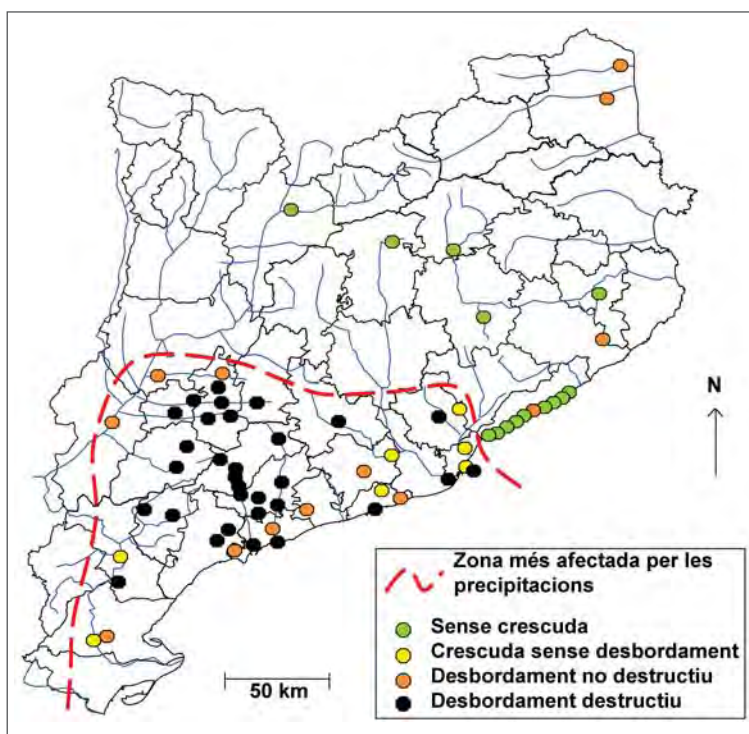 N
50 km
Zona més afectada per les
precipitacions
Sense crescuda
Crescuda sense desbordament
Desbordament no destructiu
Desbordament destructiu